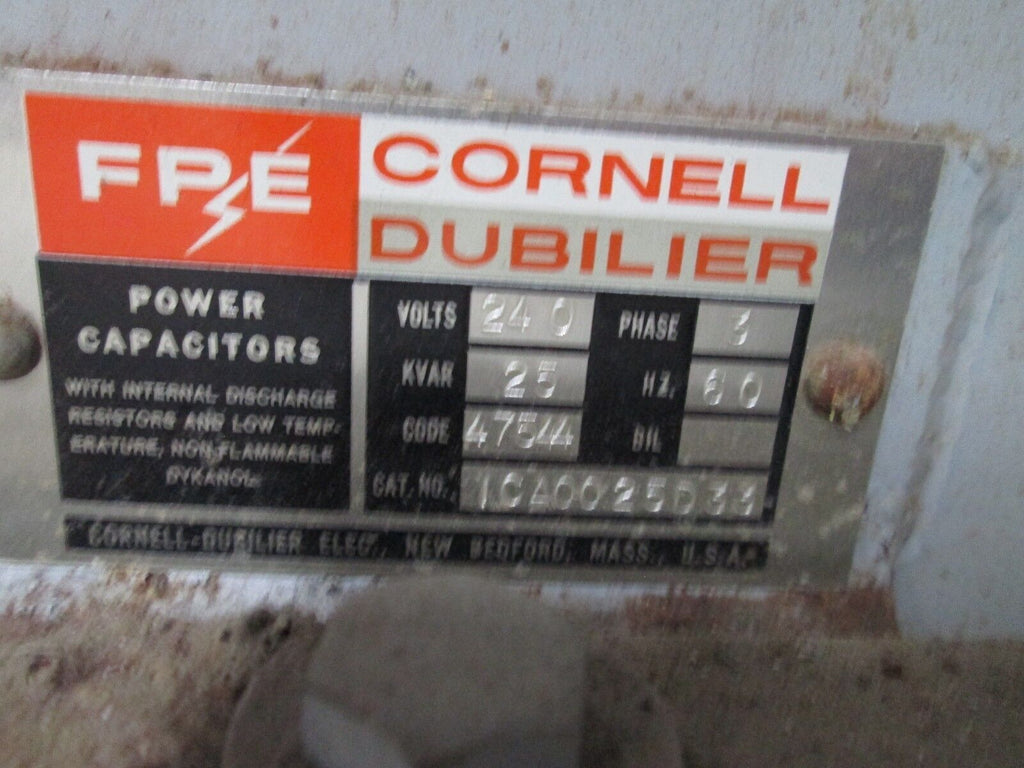 FPE
CORNELL
DUBILIER
POWER
CAPACITORS
WITH INTERNAL DISCHARGE
RESISTORS AND LOW TEMP-
ERATURE, NON-FLAMMABLE
DYKANOL.
VOLTS 240 PHASE 3
KVAR 25 HZ. 60
CODE 47544 BIL
CAT. NO. 1CA0025D33
CORNELL-DUBILIER ELEC., NEW BEDFORD, MASS., U.S.A.